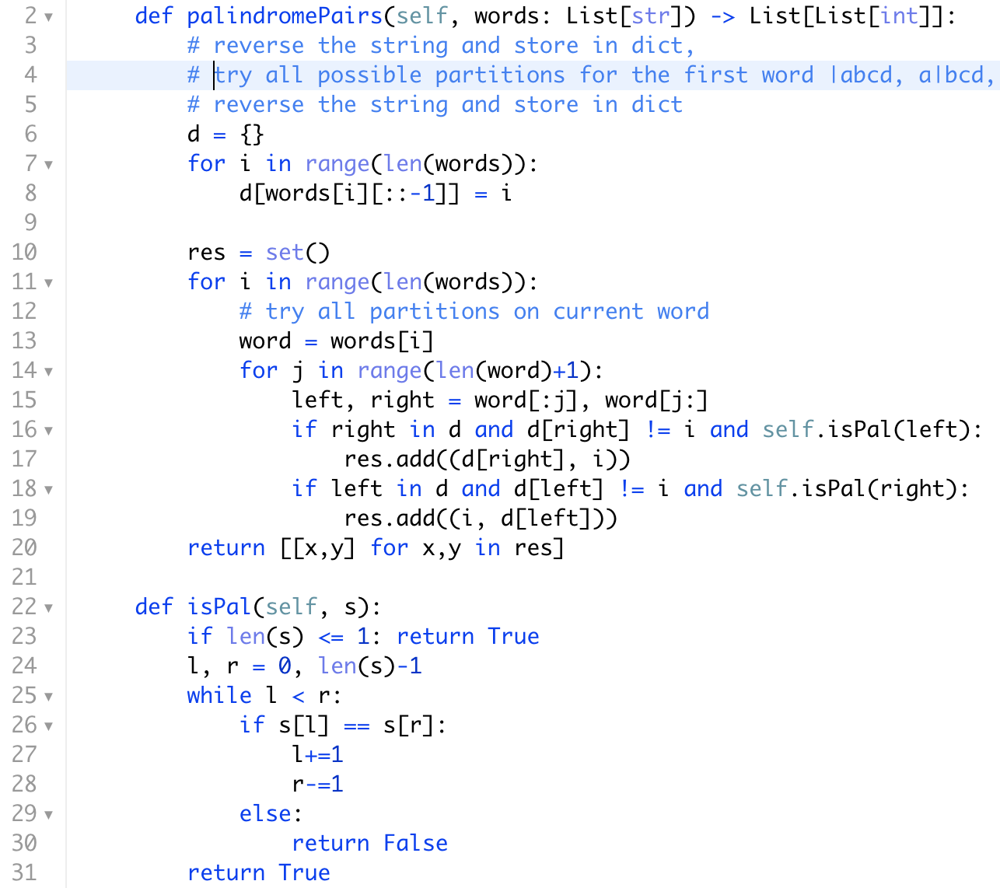 2 def palindromePairs(self, words: List[str]) -> List[List[int]]:
3 # reverse the string and store in dict,
4 # try all possible partitions for the first word |abcd, a|bcd,
5 # reverse the string and store in dict
6 d = {}
7 for i in range(len(words)):
8 d[words[i][::-1]] = i
9
10 res = set()
11 for i in range(len(words)):
12 # try all partitions on current word
13 word = words[i]
14 for j in range(len(word)+1):
15 left, right = word[:j], word[j:]
16 if right in d and d[right] != i and self.isPal(left):
17 res.add((d[right], i))
18 if left in d and d[left] != i and self.isPal(right):
19 res.add((i, d[left]))
20 return [[x,y] for x,y in res]
21
22 def isPal(self, s):
23 if len(s) <= 1: return True
24 l, r = 0, len(s)-1
25 while l < r:
26 if s[l] == s[r]:
27 l+=1
28 r-=1
29 else:
30 return False
31 return True